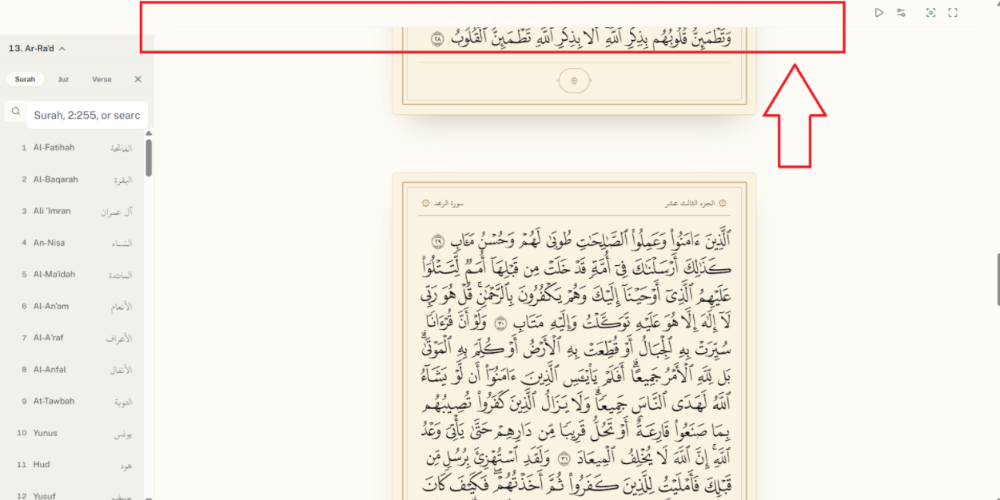 13. Ar-Ra'd
Surah Juz Verse
Surah, 2:255, or searc
1 Al-Fatihah الفاتحة
2 Al-Baqarah البقرة
3 Ali 'Imran آل عمران
4 An-Nisa النساء
5 Al-Ma'idah المائدة
6 Al-An'am الأنعام
7 Al-A'raf الأعراف
8 Al-Anfal الأنفال
9 At-Tawbah التوبة
10 Yunus يونس
11 Hud هود
12 Yusuf يوسف
وَتَطْمَئِنُّ قُلُوبُهُم بِذِكْرِ ٱللَّهِ أَلَا بِذِكْرِ ٱللَّهِ تَطْمَئِنُّ ٱلْقُلُوبُ ٢٨
الجزء الثالث عشر سورة الرعد
ٱلَّذِينَ ءَامَنُوا۟ وَعَمِلُوا۟ ٱلصَّـٰلِحَـٰتِ طُوبَىٰ لَهُمْ وَحُسْنُ مَـَٔابٍ ٢٩
كَذَٰلِكَ أَرْسَلْنَـٰكَ فِىٓ أُمَّةٍ قَدْ خَلَتْ مِن قَبْلِهَآ أُمَمٌ لِّتَتْلُوَا۟
عَلَيْهِمُ ٱلَّذِىٓ أَوْحَيْنَآ إِلَيْكَ وَهُمْ يَكْفُرُونَ بِٱلرَّحْمَـٰنِ ۚ قُلْ هُوَ رَبِّى
لَآ إِلَـٰهَ إِلَّا هُوَ عَلَيْهِ تَوَكَّلْتُ وَإِلَيْهِ مَتَابِ ٣٠ وَلَوْ أَنَّ قُرْءَانًا
سُيِّرَتْ بِهِ ٱلْجِبَالُ أَوْ قُطِّعَتْ بِهِ ٱلْأَرْضُ أَوْ كُلِّمَ بِهِ ٱلْمَوْتَىٰ ۗ
بَل لِّلَّهِ ٱلْأَمْرُ جَمِيعًا ۗ أَفَلَمْ يَا۟يْـَٔسِ ٱلَّذِينَ ءَامَنُوٓا۟ أَن لَّوْ يَشَآءُ
ٱللَّهُ لَهَدَى ٱلنَّاسَ جَمِيعًا ۗ وَلَا يَزَالُ ٱلَّذِينَ كَفَرُوا۟ تُصِيبُهُم
بِمَا صَنَعُوا۟ قَارِعَةٌ أَوْ تَحُلُّ قَرِيبًا مِّن دَارِهِمْ حَتَّىٰ يَأْتِىَ وَعْدُ
ٱللَّهِ ۚ إِنَّ ٱللَّهَ لَا يُخْلِفُ ٱلْمِيعَادَ ٣١ وَلَقَدِ ٱسْتُهْزِئَ بِرُسُلٍ مِّن
قَبْلِكَ فَأَمْلَيْتُ لِلَّذِينَ كَفَرُوا۟ ثُمَّ أَخَذْتُهُمْ ۖ فَكَيْفَ كَانَ